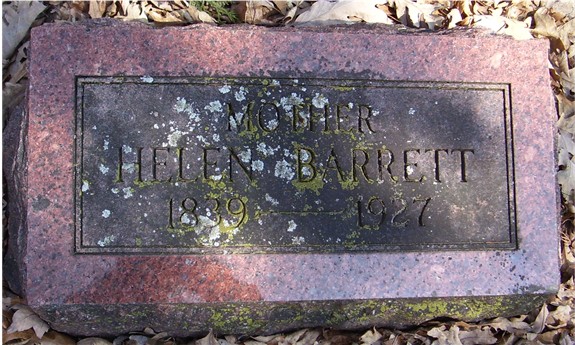 MOTHER
HELEN BARRETT
1839 — 1927